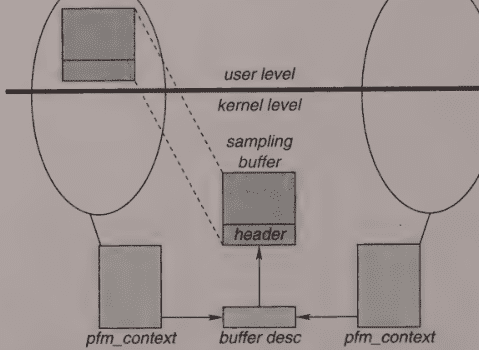 user level
kernel level
sampling
buffer
header
pfm_context
buffer desc
pfm_context